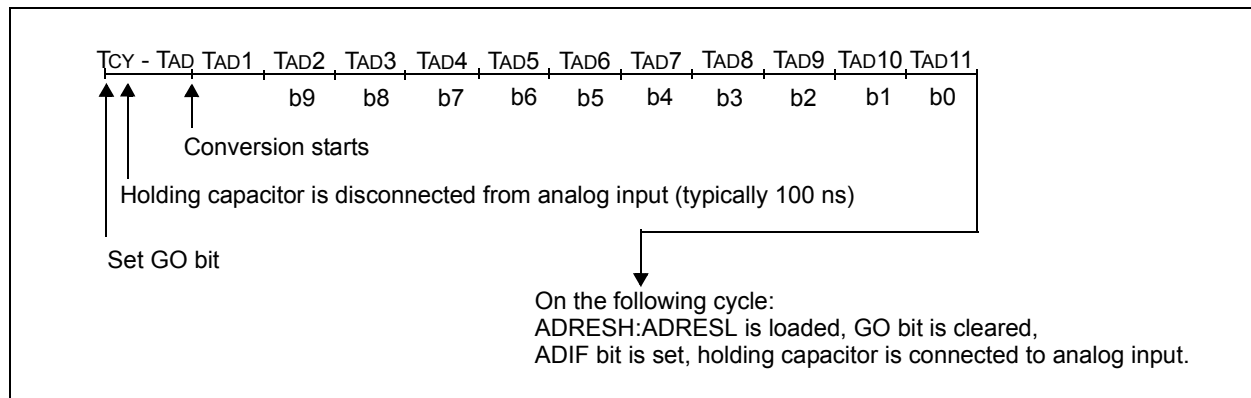 TCY - TAD TAD1 TAD2 TAD3 TAD4 TAD5 TAD6 TAD7 TAD8 TAD9 TAD10 TAD11
b9 b8 b7 b6 b5 b4 b3 b2 b1 b0
Conversion starts
Holding capacitor is disconnected from analog input (typically 100 ns)
Set GO bit
On the following cycle:
ADRESH:ADRESL is loaded, GO bit is cleared,
ADIF bit is set, holding capacitor is connected to analog input.